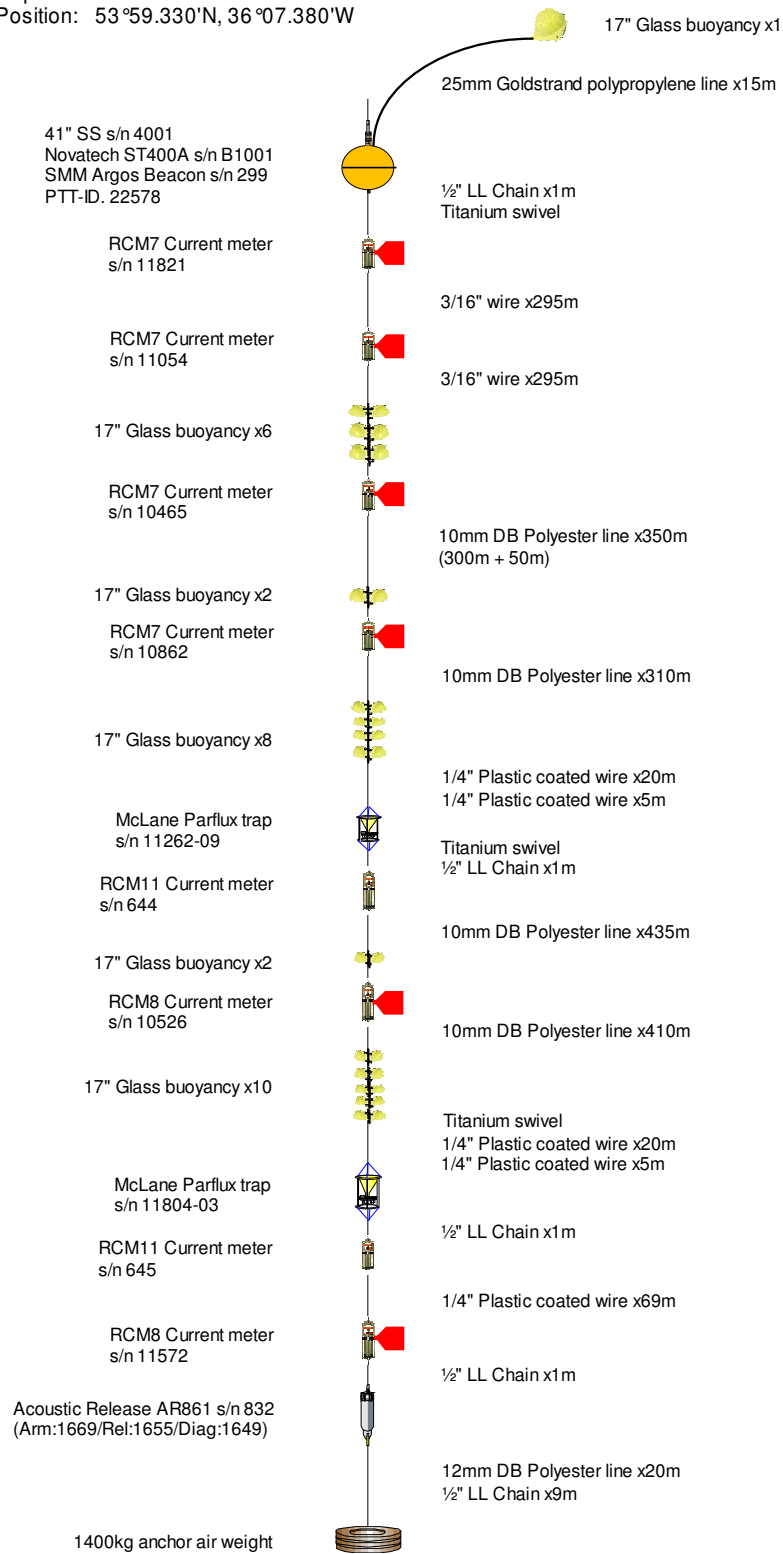 Position: 53°59.330'N, 36°07.380'W
17" Glass buoyancy x1
25mm Goldstrand polypropylene line x15m
41" SS s/n 4001
Novatech ST400A s/n B1001
SMM Argos Beacon s/n 299
PTT-ID. 22578
½" LL Chain x1m
Titanium swivel
RCM7 Current meter
s/n 11821
3/16" wire x295m
RCM7 Current meter
s/n 11054
3/16" wire x295m
17" Glass buoyancy x6
RCM7 Current meter
s/n 10465
10mm DB Polyester line x350m
(300m + 50m)
17" Glass buoyancy x2
RCM7 Current meter
s/n 10862
10mm DB Polyester line x310m
17" Glass buoyancy x8
1/4" Plastic coated wire x20m
1/4" Plastic coated wire x5m
McLane Parflux trap
s/n 11262-09
Titanium swivel
½" LL Chain x1m
RCM11 Current meter
s/n 644
10mm DB Polyester line x435m
17" Glass buoyancy x2
RCM8 Current meter
s/n 10526
10mm DB Polyester line x410m
17" Glass buoyancy x10
Titanium swivel
1/4" Plastic coated wire x20m
1/4" Plastic coated wire x5m
McLane Parflux trap
s/n 11804-03
½" LL Chain x1m
RCM11 Current meter
s/n 645
1/4" Plastic coated wire x69m
RCM8 Current meter
s/n 11572
½" LL Chain x1m
Acoustic Release AR861 s/n 832
(Arm:1669/Rel:1655/Diag:1649)
12mm DB Polyester line x20m
½" LL Chain x9m
1400kg anchor air weight